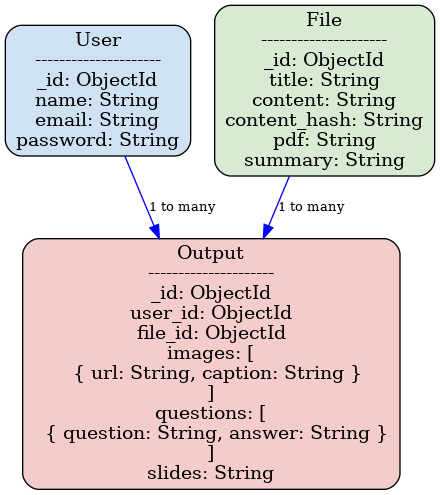 User
---------------------
_id: ObjectId
name: String
email: String
password: String
File
---------------------
_id: ObjectId
title: String
content: String
content_hash: String
pdf: String
summary: String
1 to many
1 to many
Output
---------------------
_id: ObjectId
user_id: ObjectId
file_id: ObjectId
images: [
{ url: String, caption: String }
]
questions: [
{ question: String, answer: String }
]
slides: String